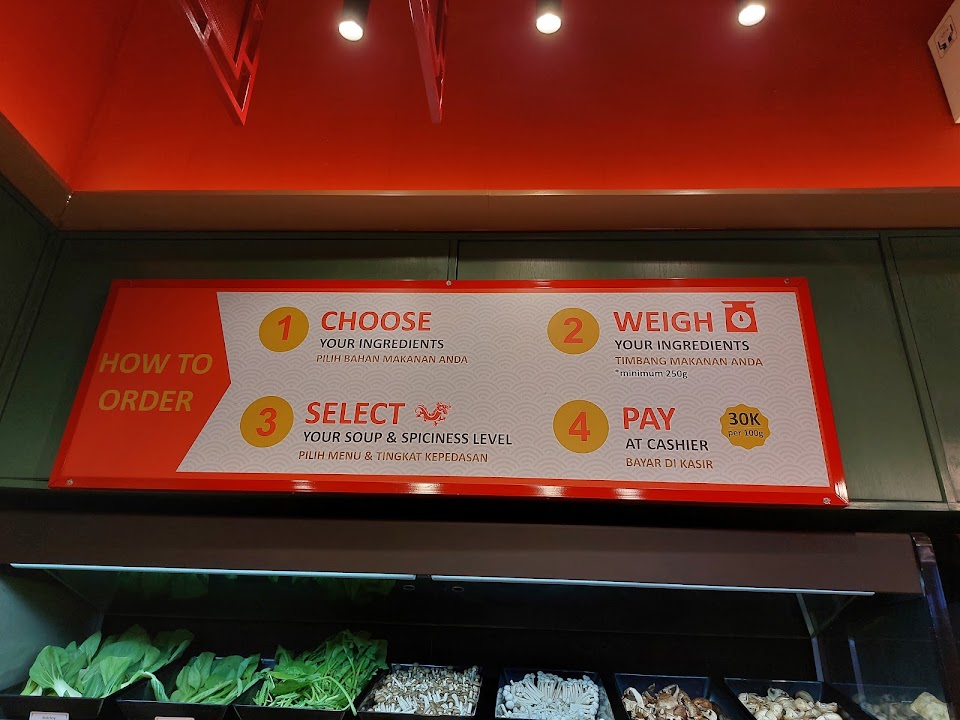 HOW TO
ORDER
1
CHOOSE
YOUR INGREDIENTS
PILIH BAHAN MAKANAN ANDA
2
WEIGH
YOUR INGREDIENTS
TIMBANG MAKANAN ANDA
*minimum 250g
3
SELECT
YOUR SOUP & SPICINESS LEVEL
PILIH MENU & TINGKAT KEPEDASAN
4
PAY
AT CASHIER
BAYAR DI KASIR
30K
per 100g